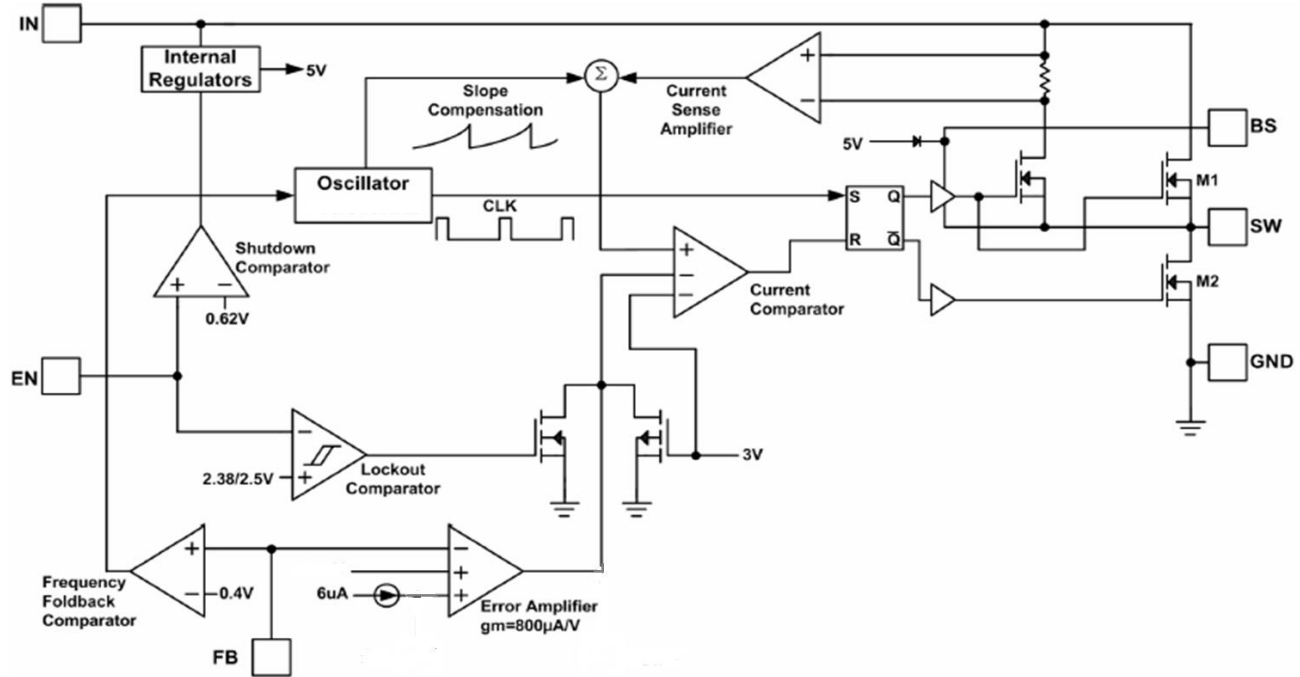 IN
Internal
Regulators
5V
Σ
Slope
Compensation
Current
Sense
Amplifier
+
−
BS
5V
Oscillator
CLK
S
Q
R
Q̅
M1
SW
Shutdown
Comparator
+
−
0.62V
+
−
−
Current
Comparator
M2
EN
GND
−
+
2.38/2.5V
Lockout
Comparator
3V
Frequency
Foldback
Comparator
+
−
0.4V
−
+
+
6uA
Error Amplifier
gm=800µA/V
FB